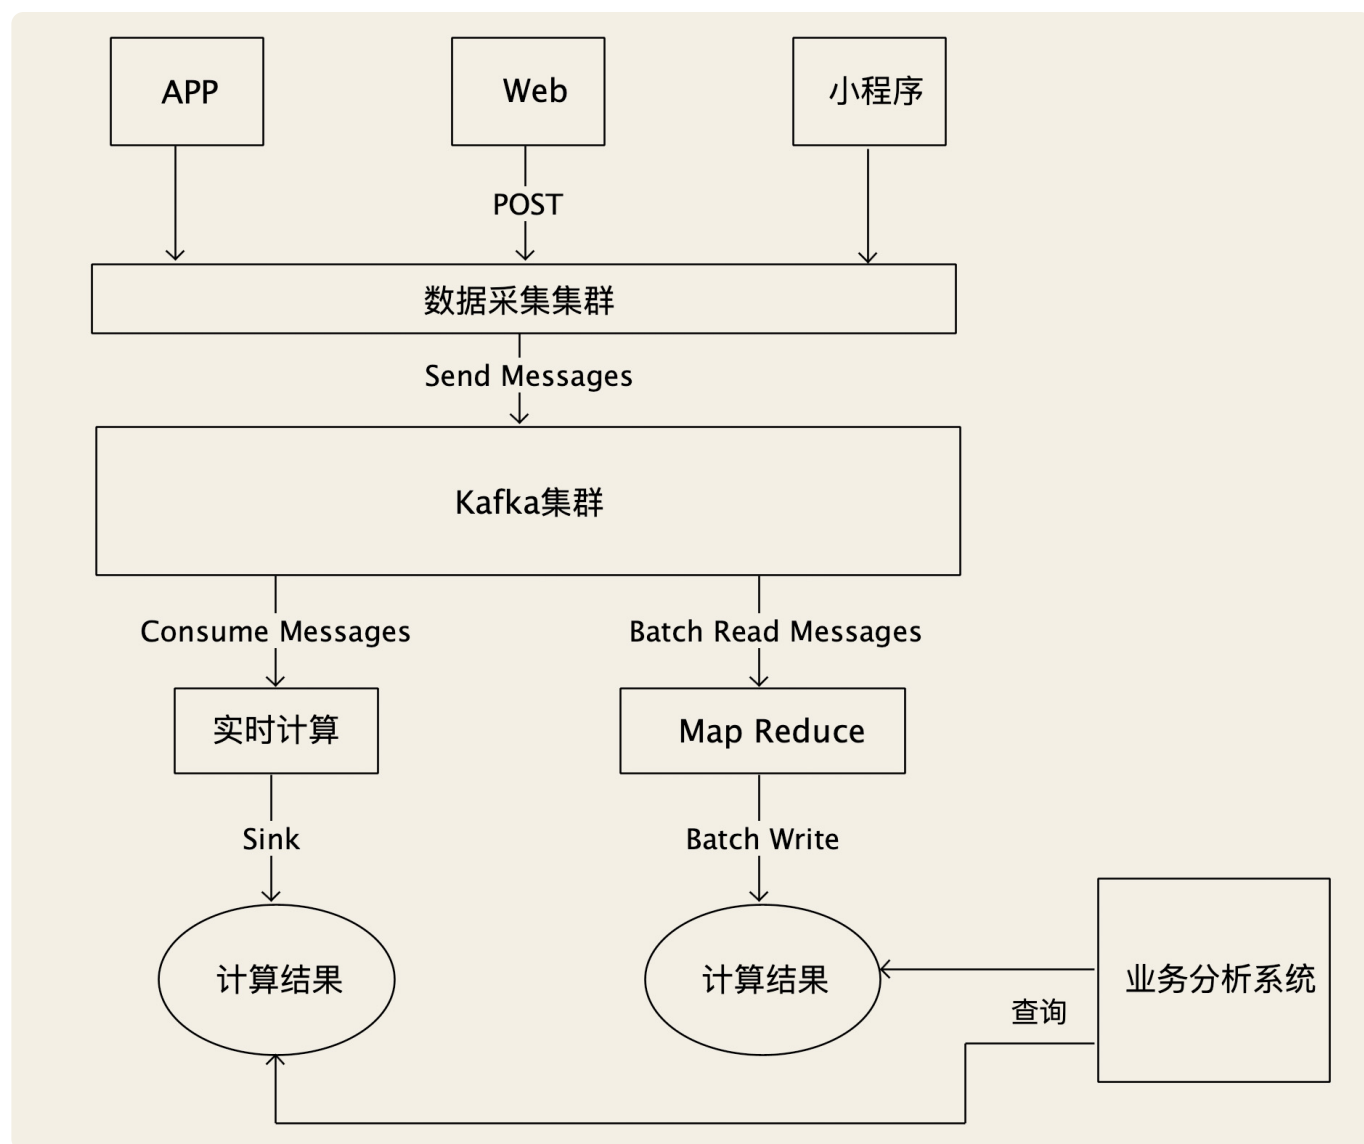 APP
Web
小程序
POST
数据采集集群
Send Messages
Kafka集群
Consume Messages
Batch Read Messages
实时计算
Map Reduce
Sink
Batch Write
计算结果
计算结果
业务分析系统
查询